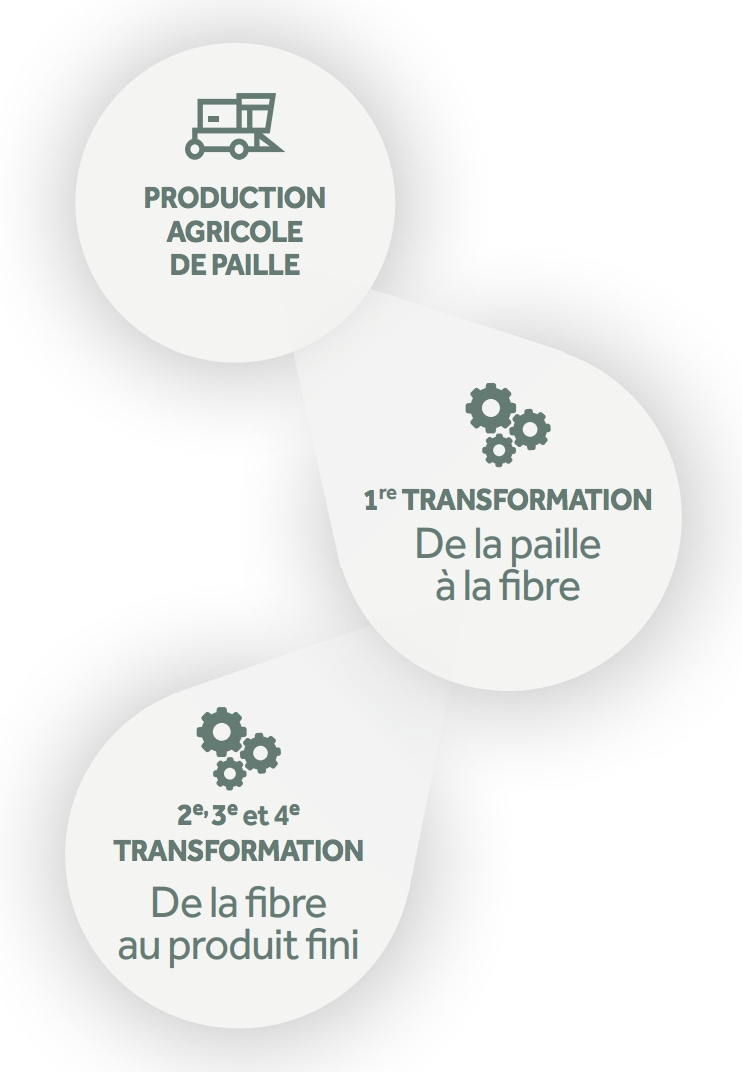 PRODUCTION
AGRICOLE
DE PAILLE
1re TRANSFORMATION
De la paille
à la fibre
2e, 3e et 4e
TRANSFORMATION
De la fibre
au produit fini